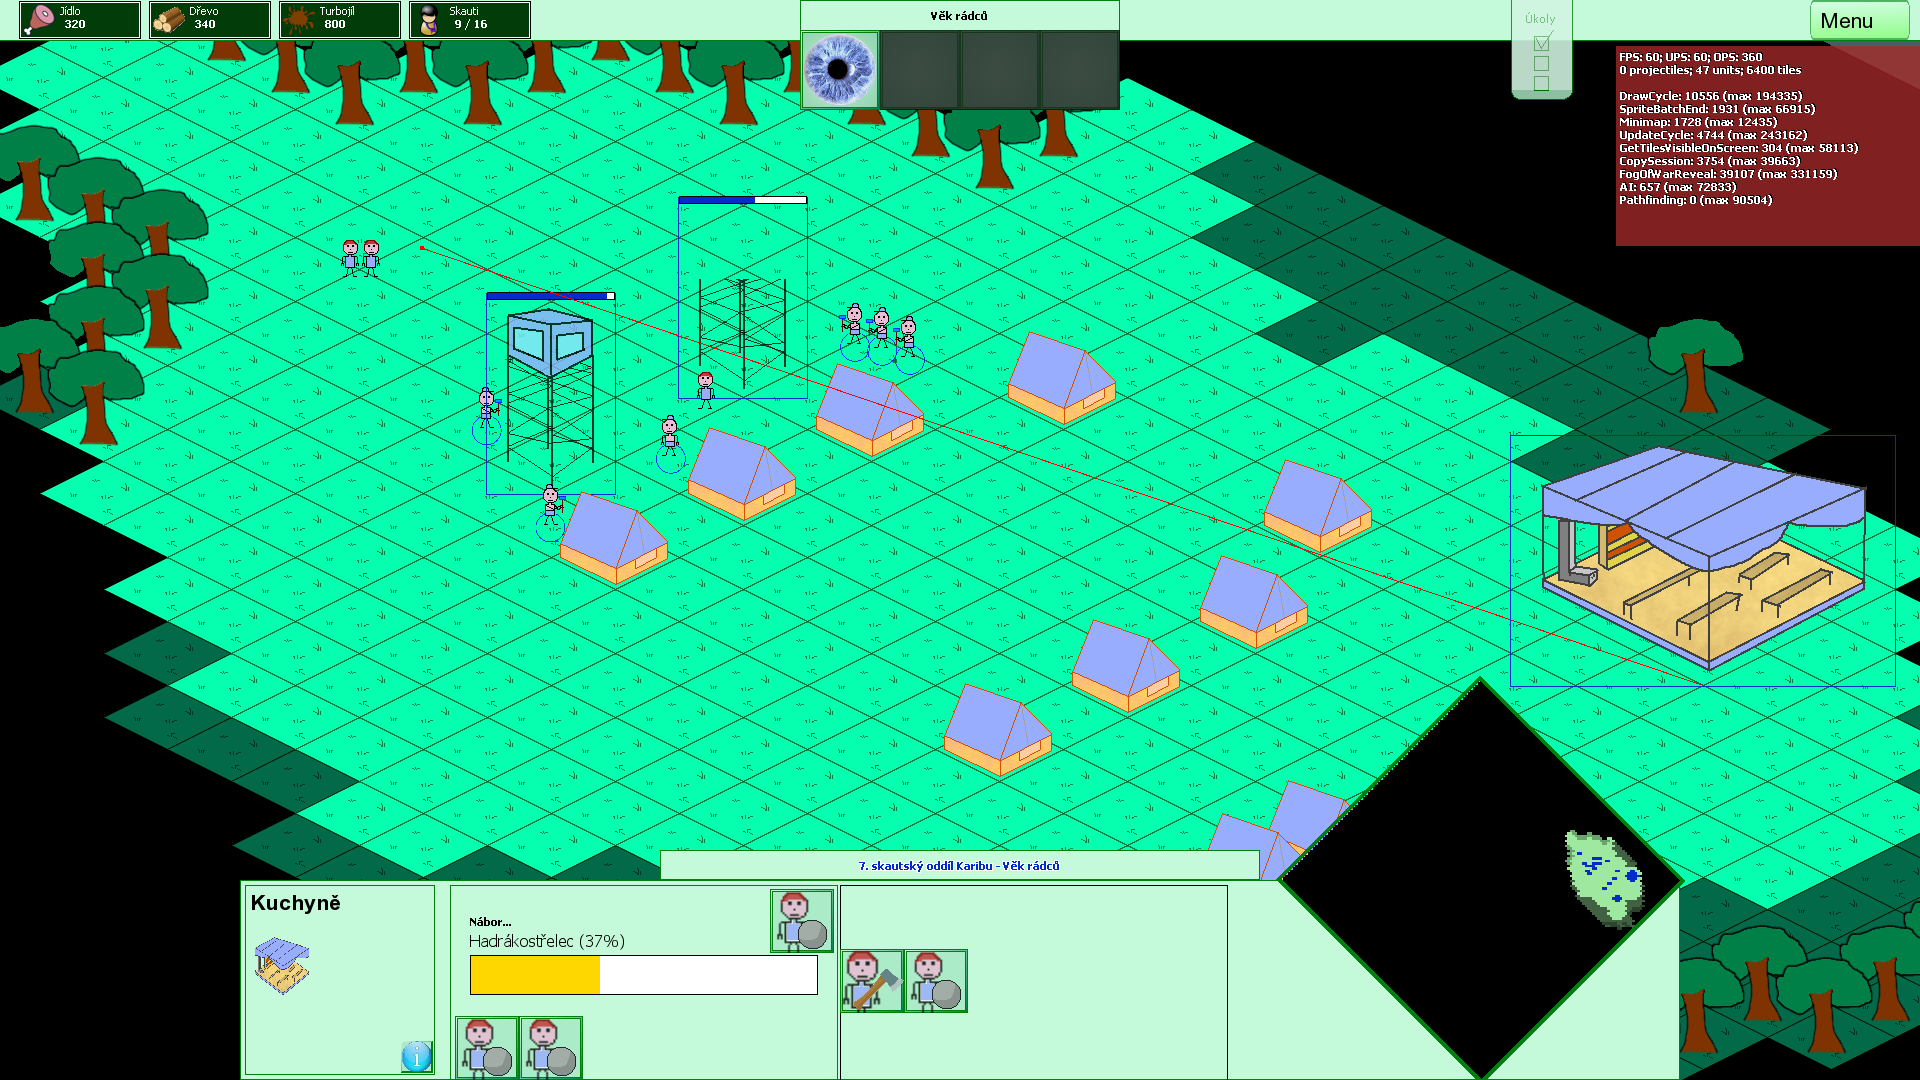 Jídlo
320
Dřevo
340
Turbojíl
800
Skauti
9 / 16
Věk rádců
Úkoly
Menu
FPS: 60; UPS: 60; OPS: 360
0 projectiles; 47 units; 6400 tiles
DrawCycle: 10556 (max 194335)
SpriteBatchEnd: 1931 (max 66915)
Minimap: 1728 (max 12435)
UpdateCycle: 4744 (max 243162)
GetTilesVisibleOnScreen: 304 (max 58113)
CopySession: 3754 (max 39663)
FogOfWarReveal: 39107 (max 331159)
AI: 657 (max 72833)
Pathfinding: 0 (max 90504)
7. skautský oddíl Karibu - Věk rádců
Kuchyně
Nábor...
Hadrákostřelec (37%)